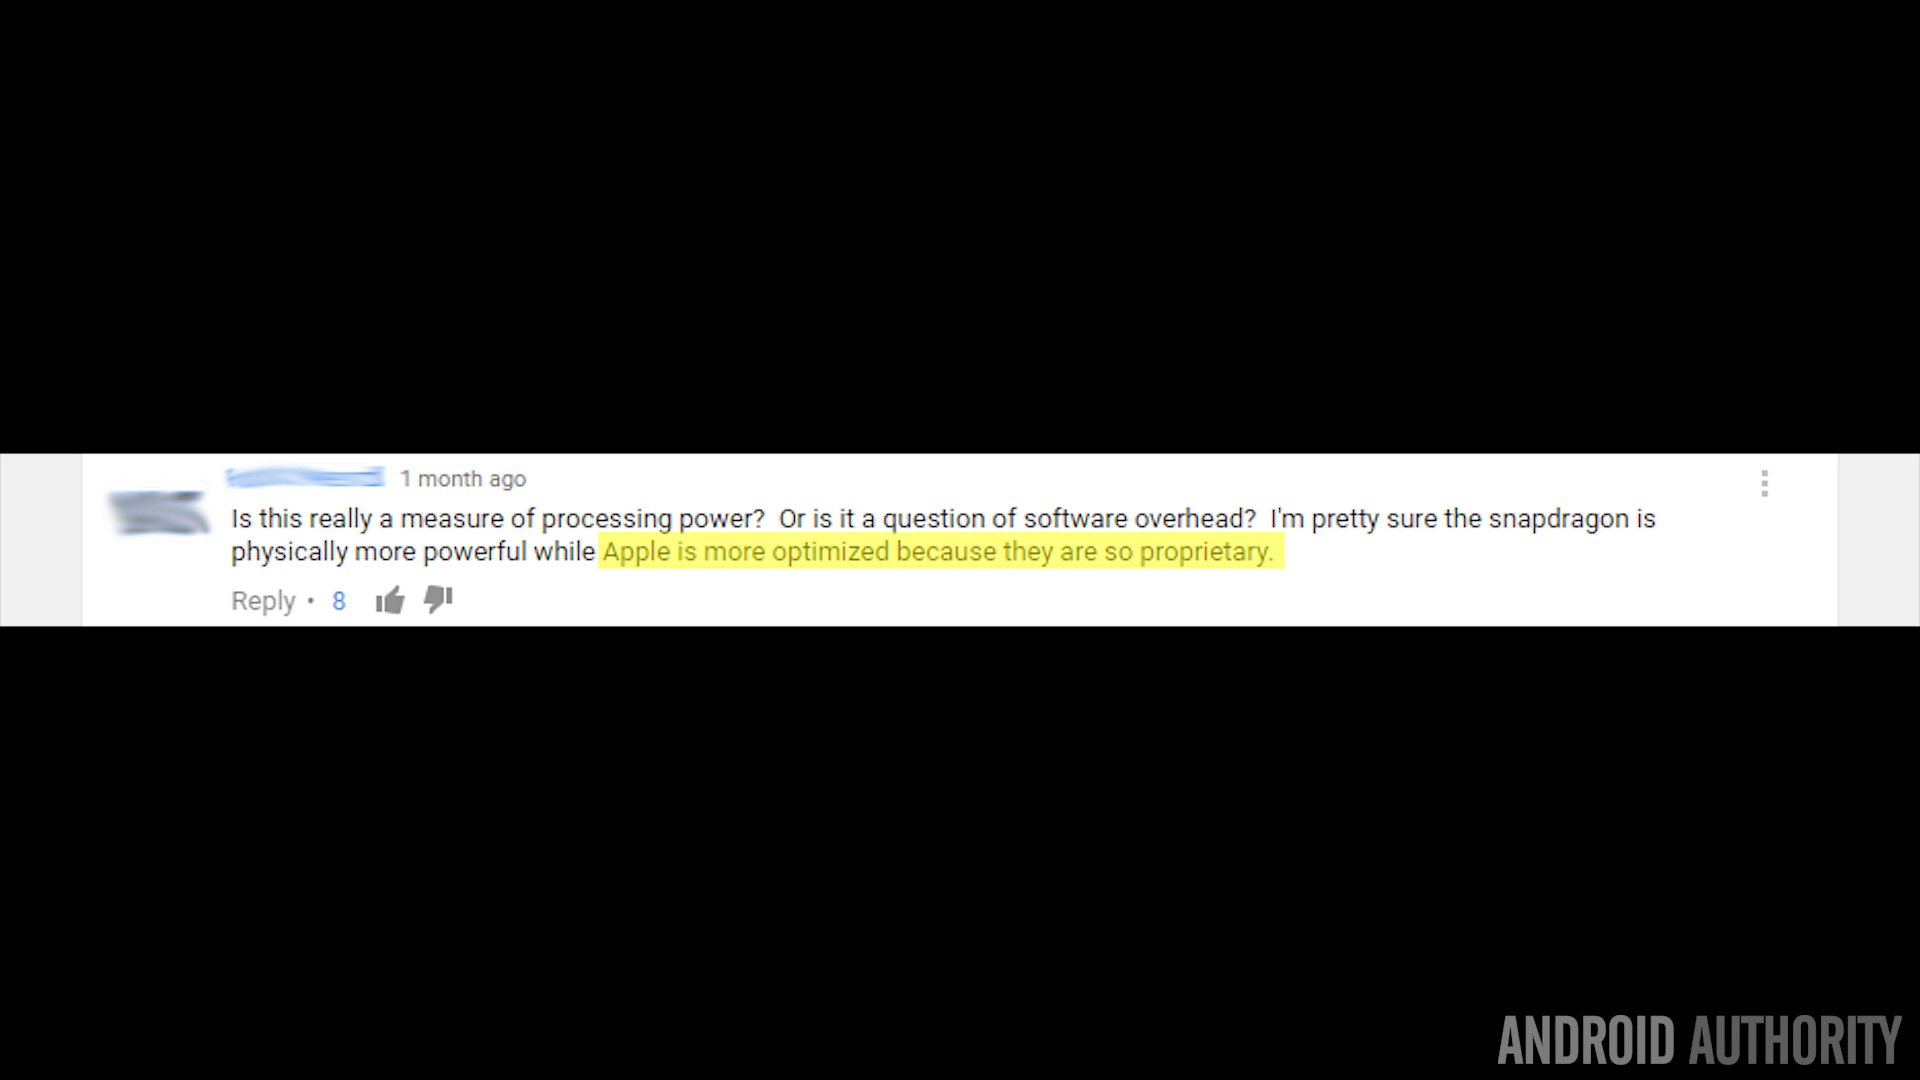 1 month ago
Is this really a measure of processing power?  Or is it a question of software overhead?  I'm pretty sure the snapdragon is
physically more powerful while Apple is more optimized because they are so proprietary.
Reply • 8
ANDROID AUTHORITY